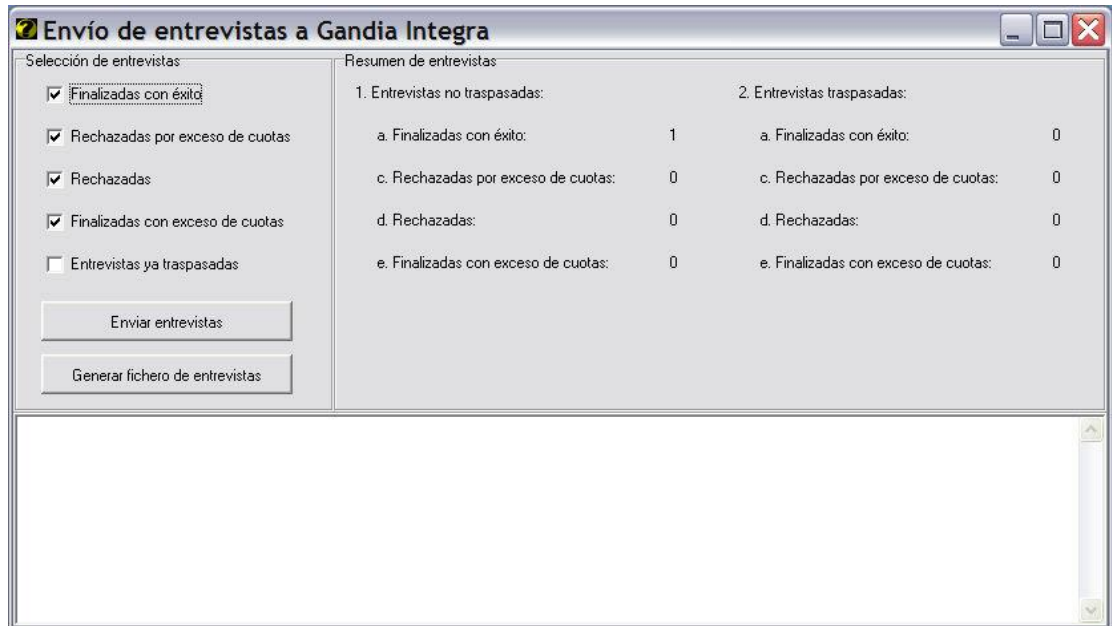 Envío de entrevistas a Gandia Integra
Selección de entrevistas
Finalizadas con éxito
Rechazadas por exceso de cuotas
Rechazadas
Finalizadas con exceso de cuotas
Entrevistas ya traspasadas
Enviar entrevistas
Generar fichero de entrevistas
Resumen de entrevistas
1. Entrevistas no traspasadas:
a. Finalizadas con éxito: 1
c. Rechazadas por exceso de cuotas: 0
d. Rechazadas: 0
e. Finalizadas con exceso de cuotas: 0
2. Entrevistas traspasadas:
a. Finalizadas con éxito: 0
c. Rechazadas por exceso de cuotas: 0
d. Rechazadas: 0
e. Finalizadas con exceso de cuotas: 0